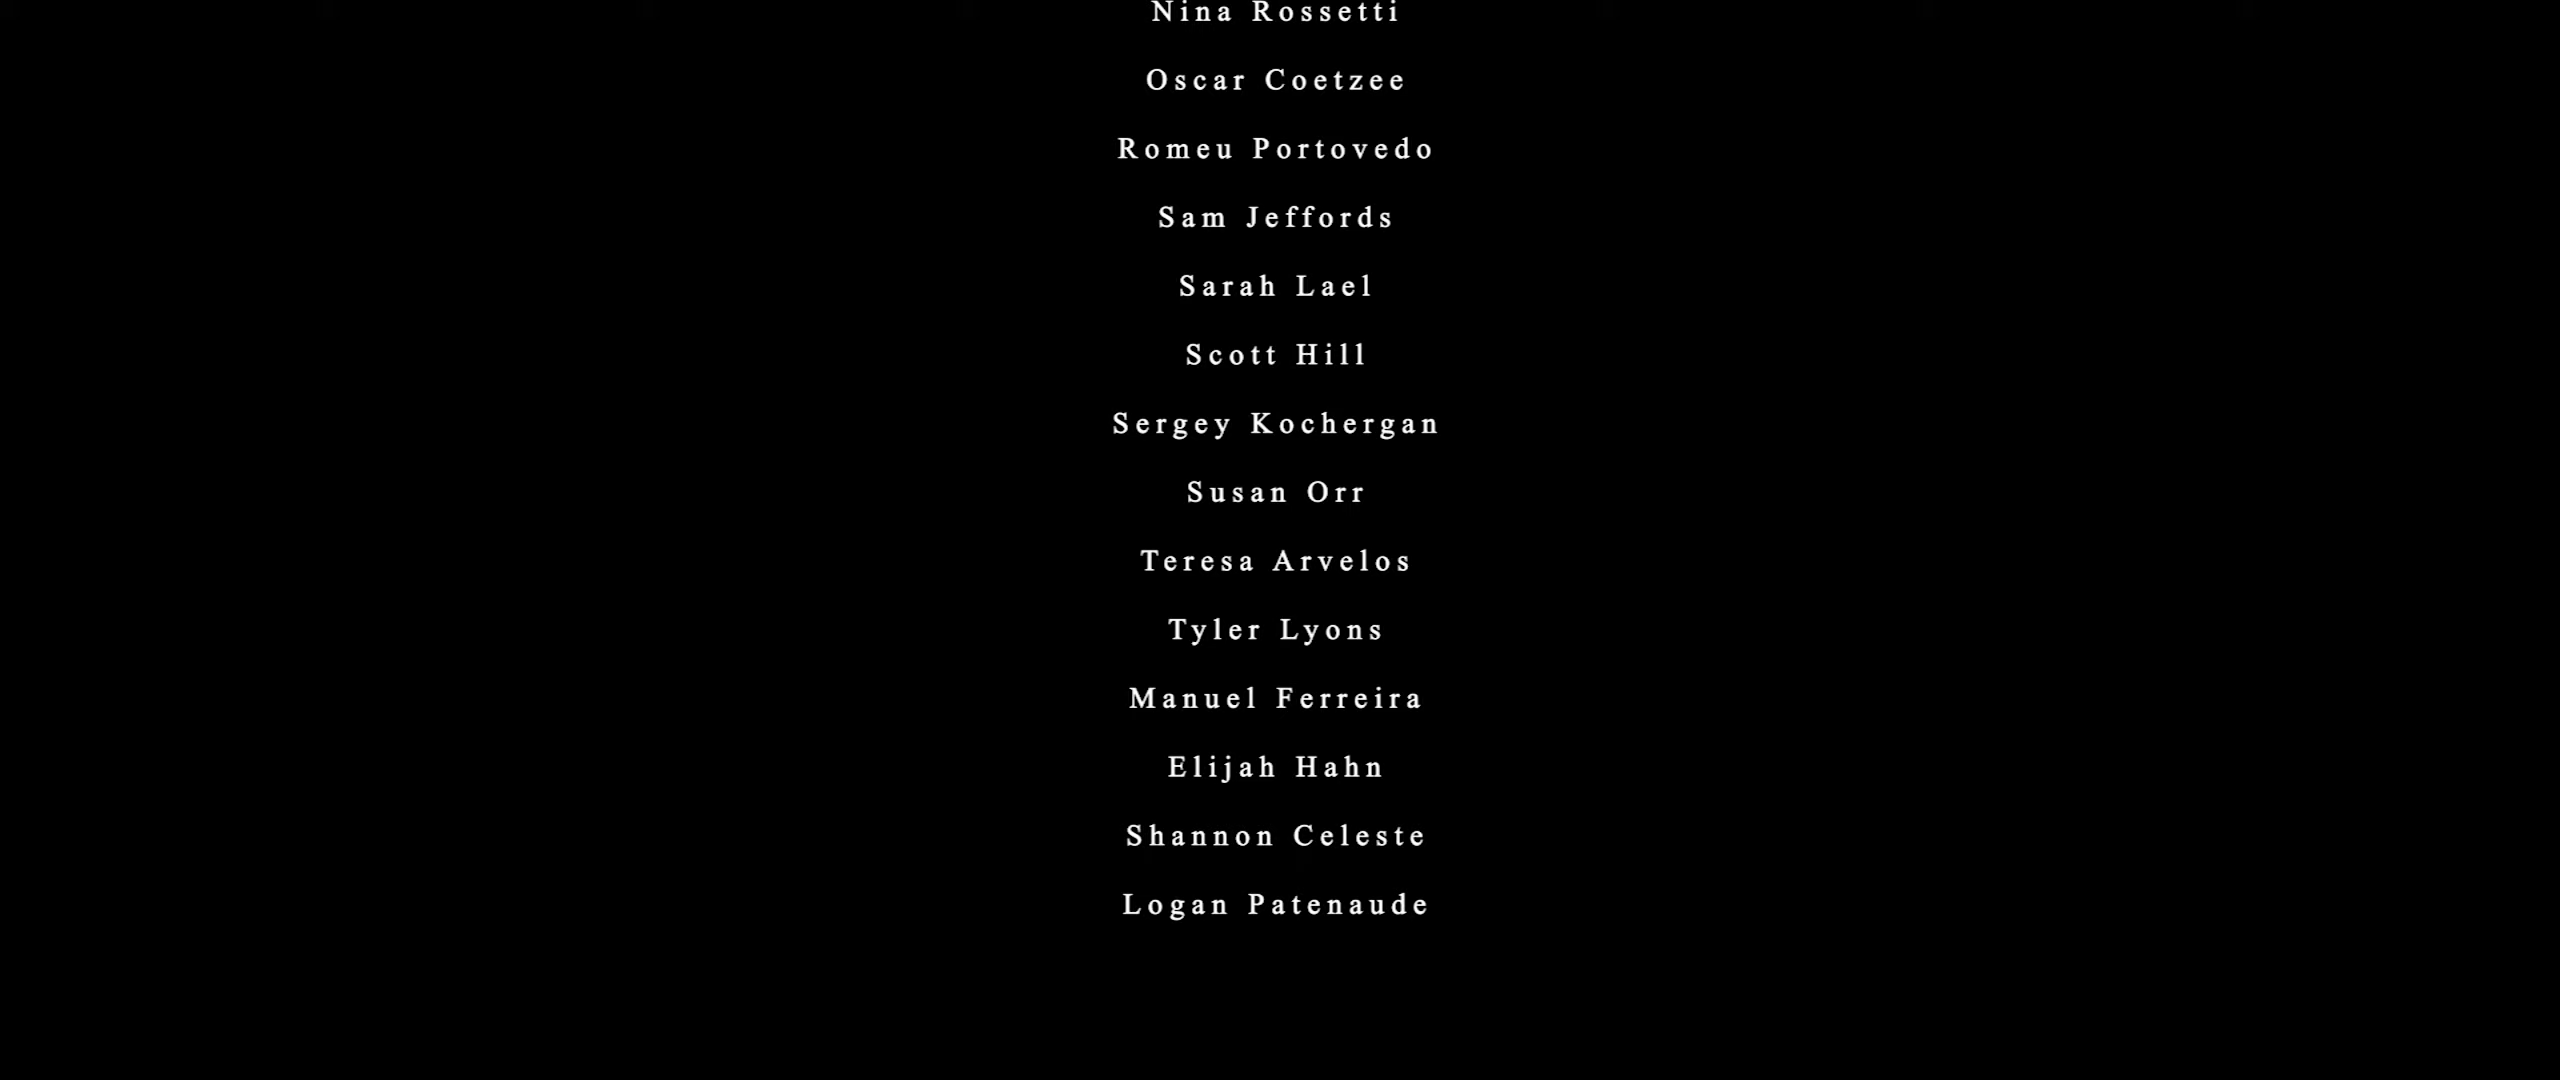 Nina Rossetti
Oscar Coetzee
Romeu Portovedo
Sam Jeffords
Sarah Lael
Scott Hill
Sergey Kochergan
Susan Orr
Teresa Arvelos
Tyler Lyons
Manuel Ferreira
Elijah Hahn
Shannon Celeste
Logan Patenaude